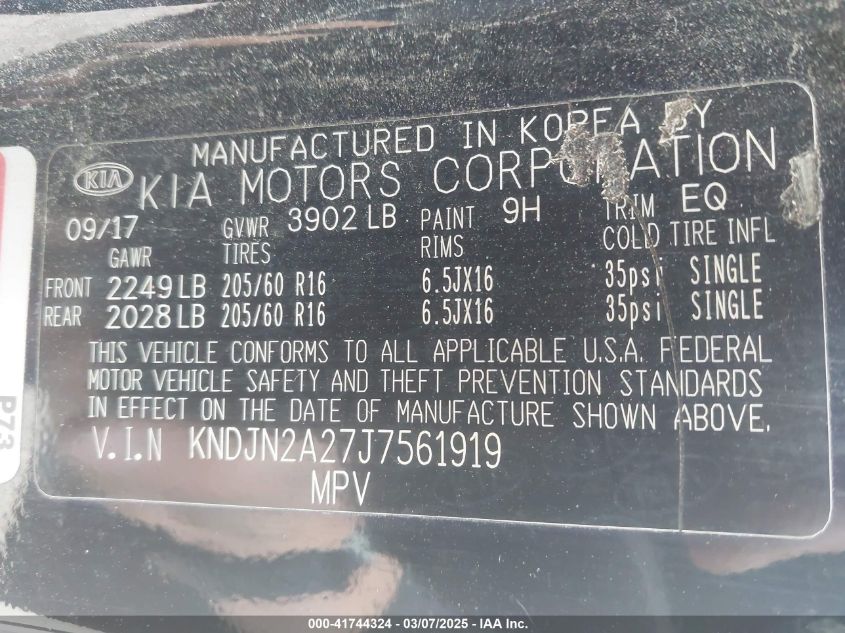 MANUFACTURED IN KOREA BY
KIA KIA MOTORS CORPORATION
09/17 GVWR 3902 LB PAINT 9H TRIM EQ
GAWR TIRES RIMS COLD TIRE INFL
FRONT 2249 LB 205/60 R16 6.5JX16 35psi SINGLE
REAR 2028 LB 205/60 R16 6.5JX16 35psi SINGLE
THIS VEHICLE CONFORMS TO ALL APPLICABLE U.S.A. FEDERAL
MOTOR VEHICLE SAFETY AND THEFT PREVENTION STANDARDS
IN EFFECT ON THE DATE OF MANUFACTURE SHOWN ABOVE.
V.I.N KNDJN2A27J7561919
MPV
P73
000-41744324 — 03/07/2025 — IAA Inc.